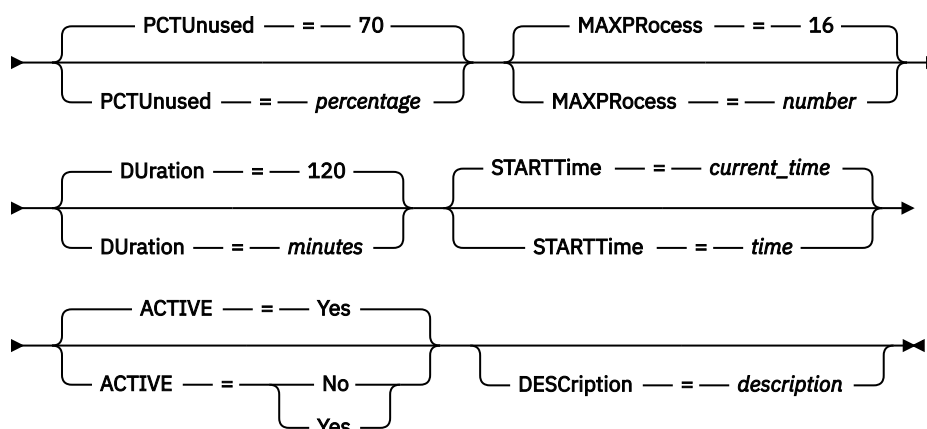 PCTUnused = 70 MAXPRocess = 16
PCTUnused = percentage MAXPRocess = number
DUration = 120 STARTTime = current_time
DUration = minutes STARTTime = time
ACTIVE = Yes
ACTIVE = No DESCription = description
Yes